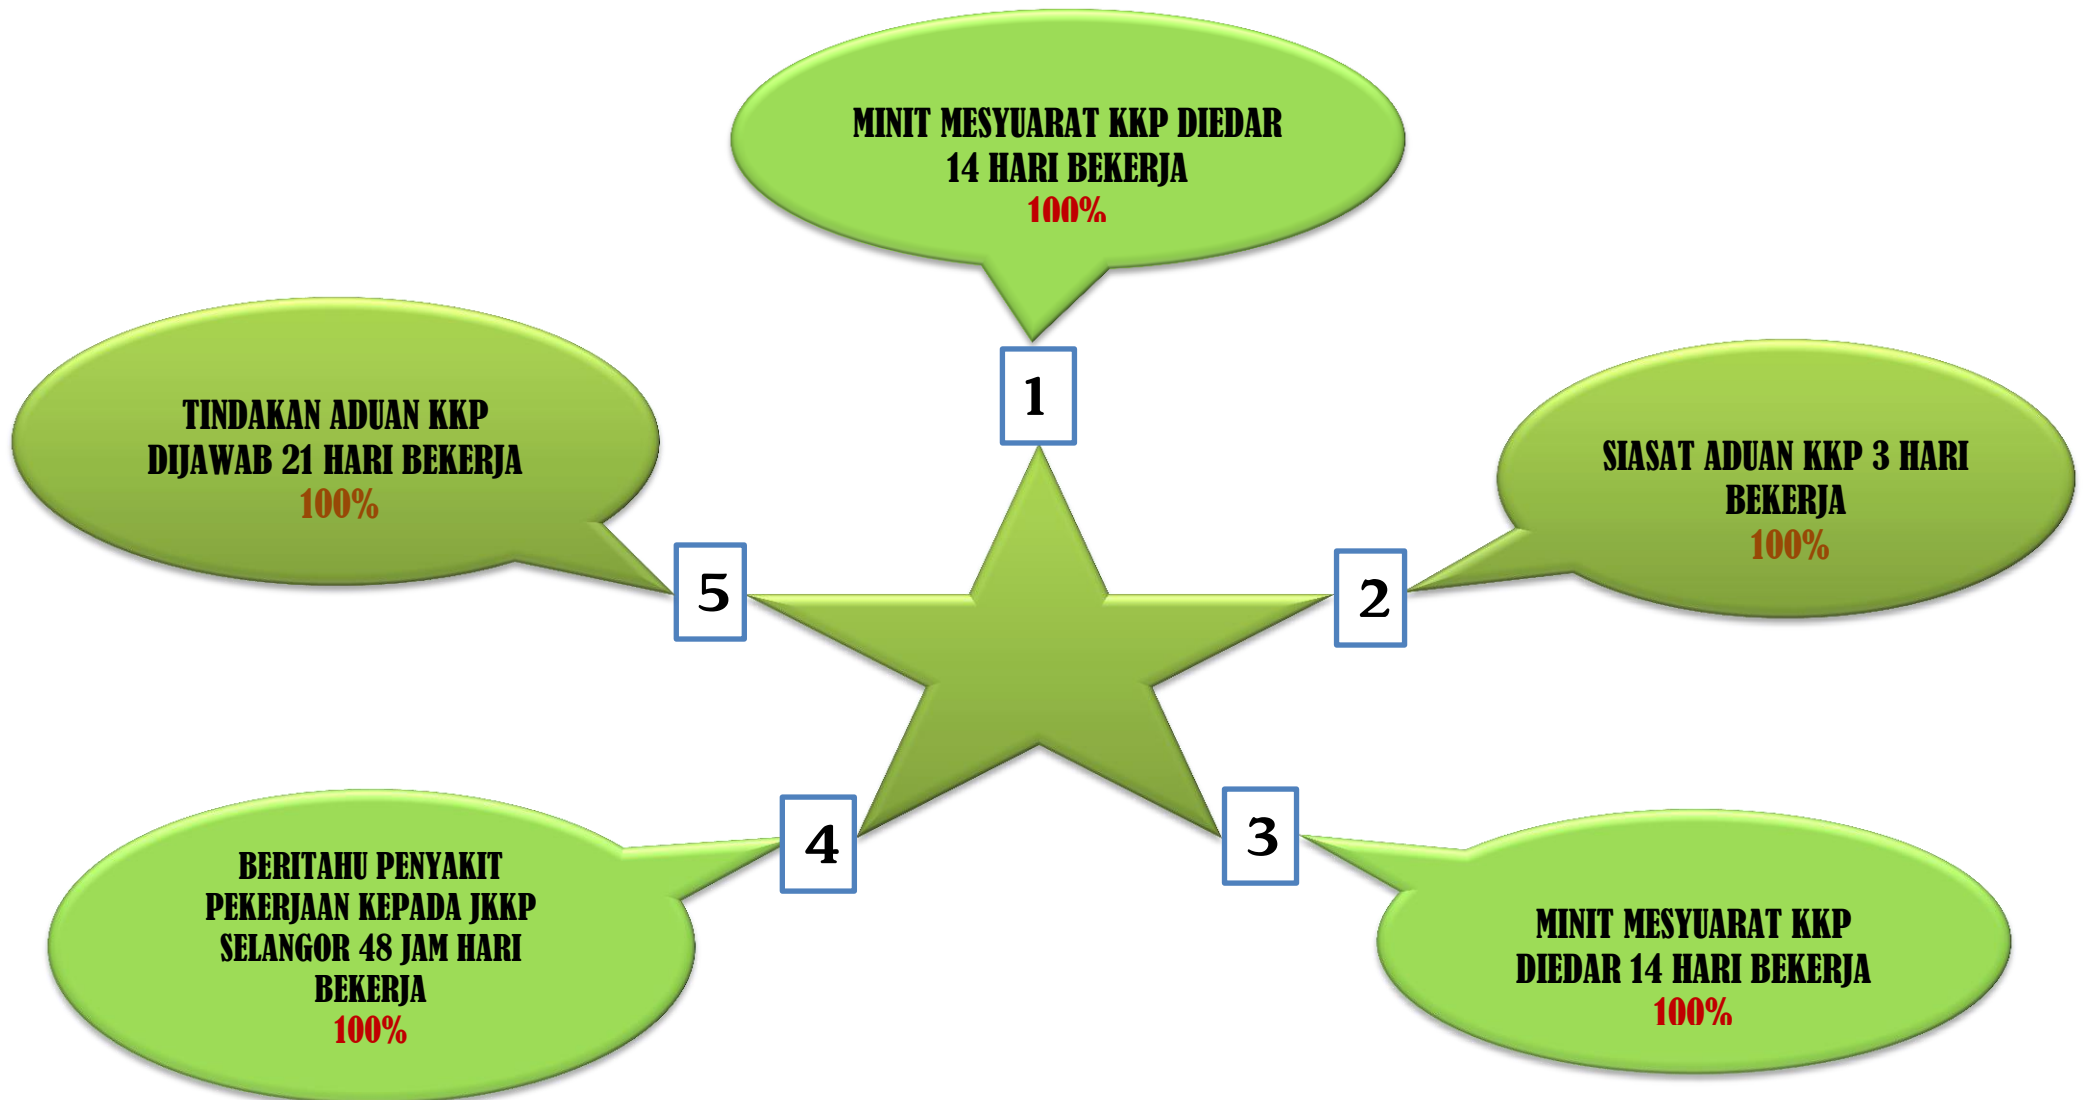 MINIT MESYUARAT KKP DIEDAR
14 HARI BEKERJA
100%
1
SIASAT ADUAN KKP 3 HARI
BEKERJA
100%
2
MINIT MESYUARAT KKP
DIEDAR 14 HARI BEKERJA
100%
3
BERITAHU PENYAKIT
PEKERJAAN KEPADA JKKP
SELANGOR 48 JAM HARI
BEKERJA
100%
4
TINDAKAN ADUAN KKP
DIJAWAB 21 HARI BEKERJA
100%
5